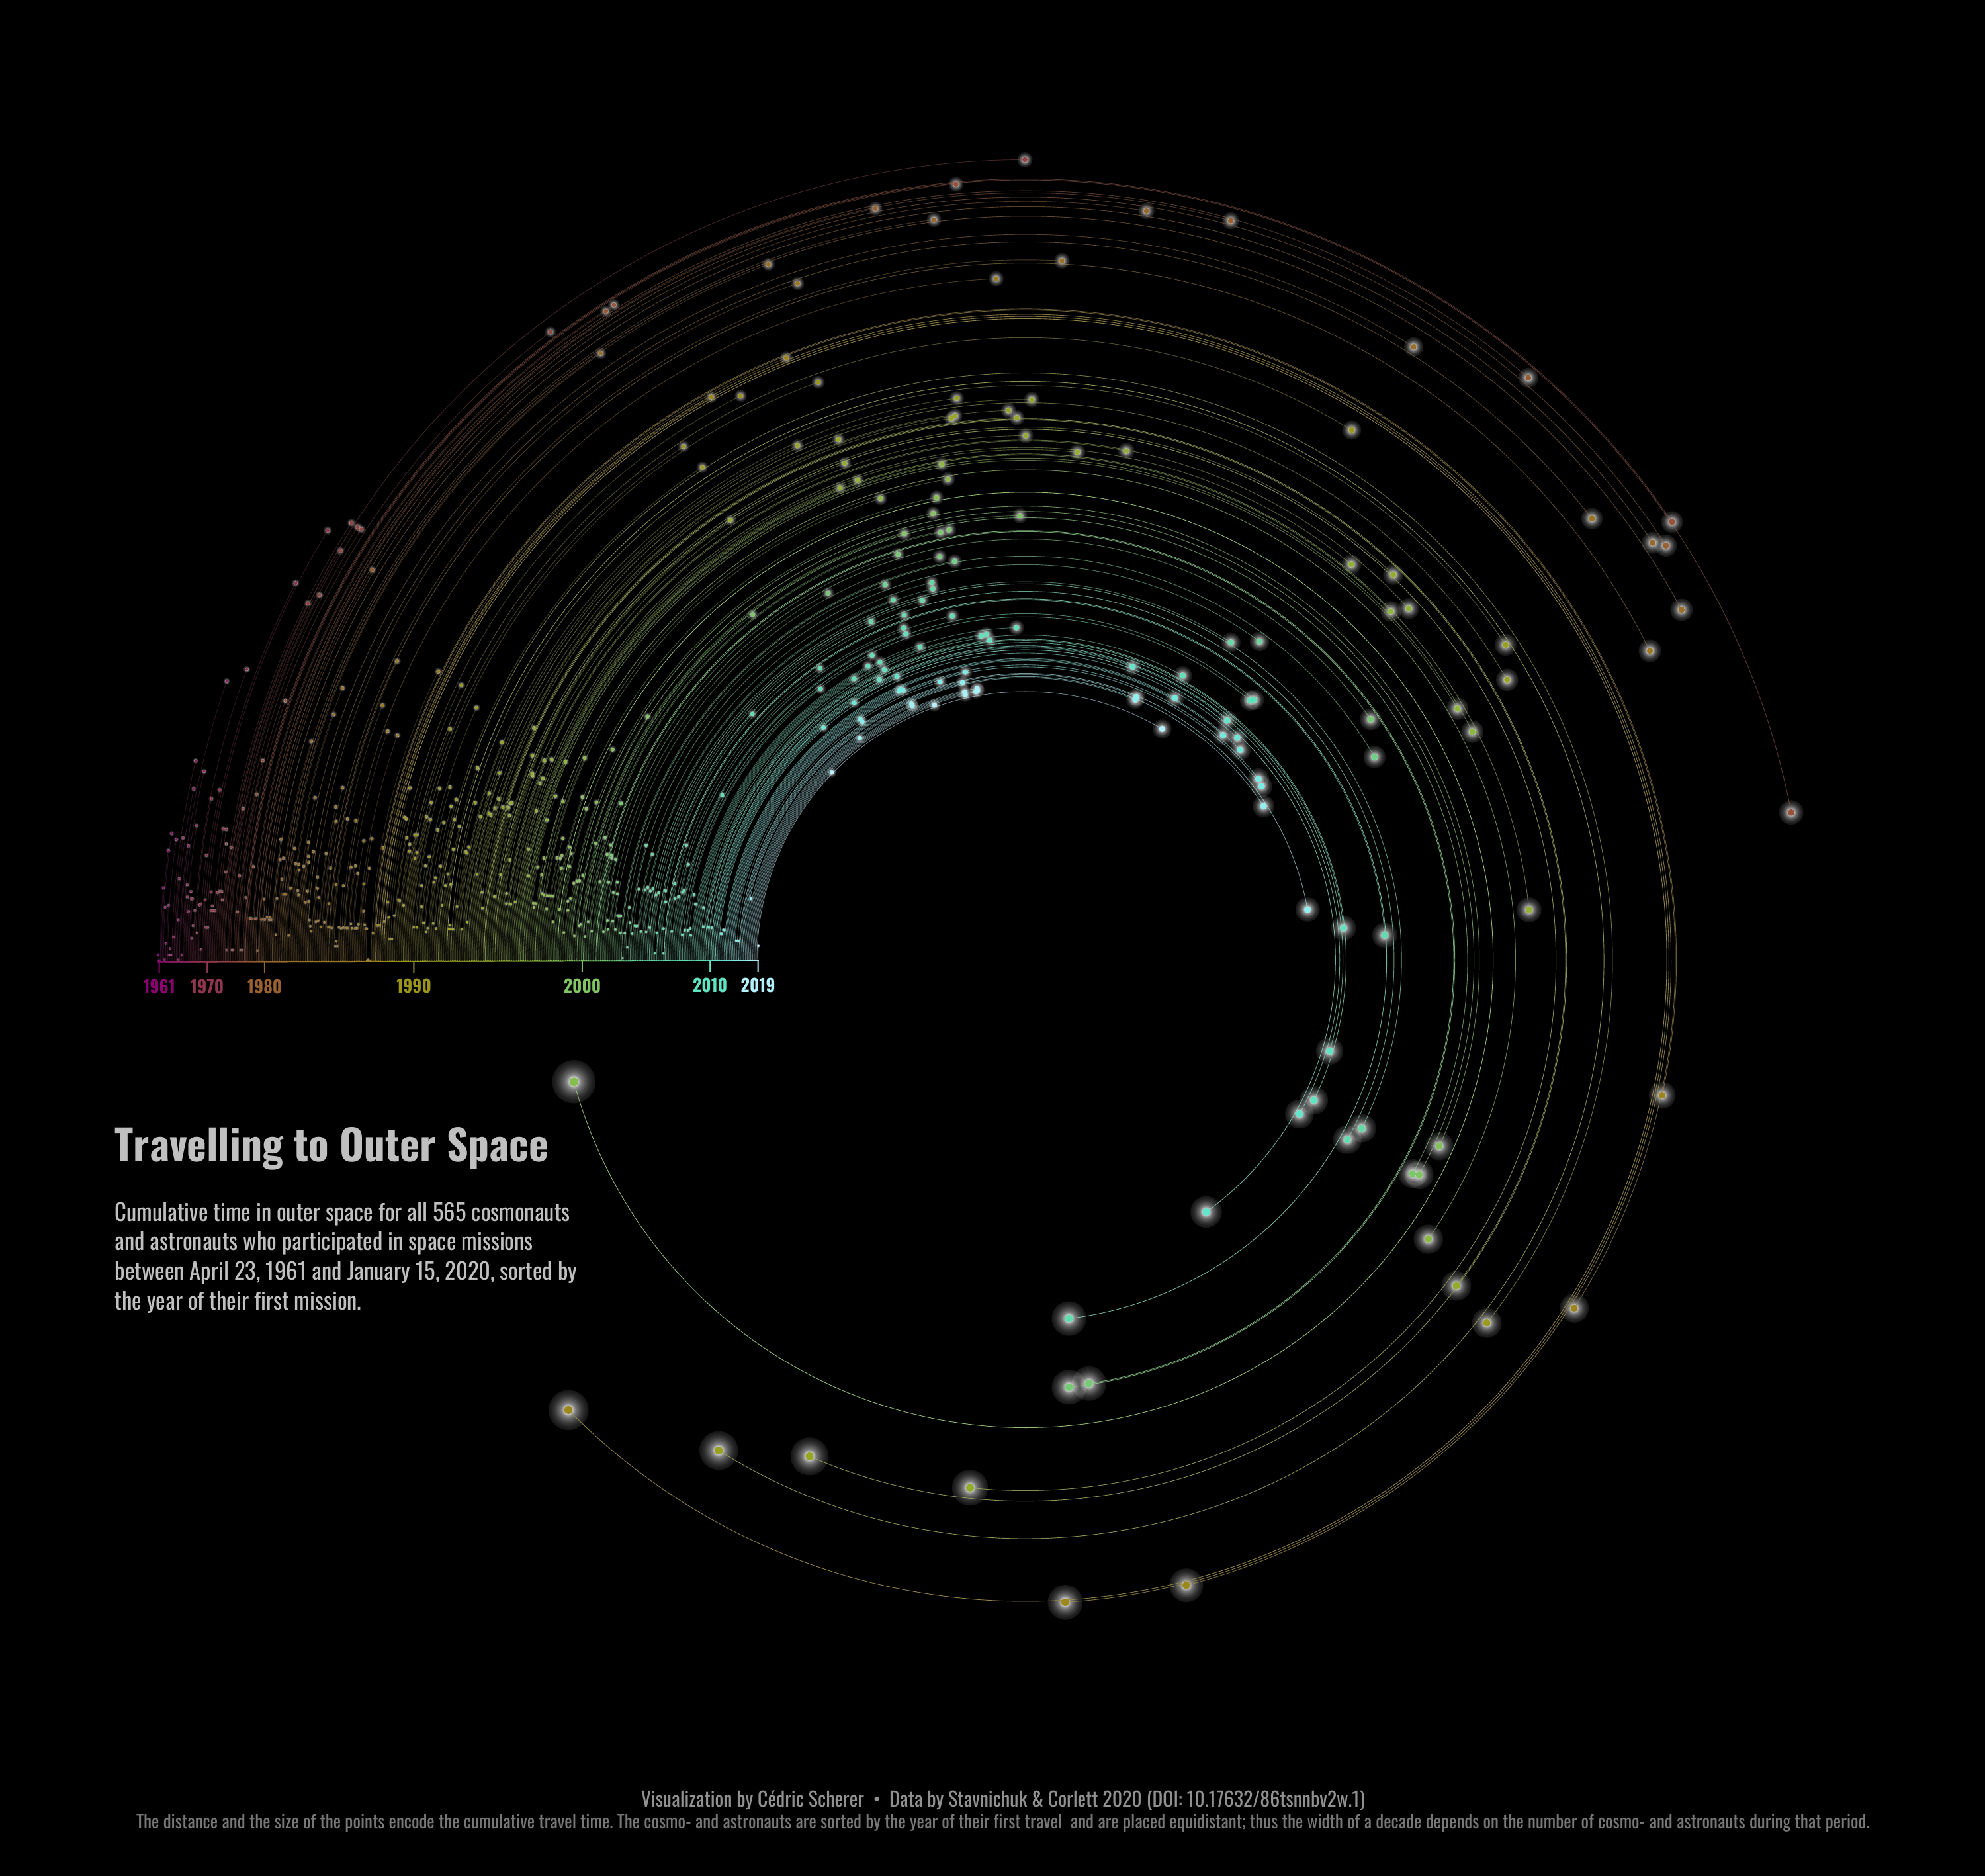 1961 1970 1980 1990 2000 2010 2019
Travelling to Outer Space
Cumulative time in outer space for all 565 cosmonauts
and astronauts who participated in space missions
between April 23, 1961 and January 15, 2020, sorted by
the year of their first mission.
Visualization by Cédric Scherer • Data by Stavnichuk & Corlett 2020 (DOI: 10.17632/86tsnnbv2w.1)
The distance and the size of the points encode the cumulative travel time. The cosmo- and astronauts are sorted by the year of their first travel  and are placed equidistant; thus the width of a decade depends on the number of cosmo- and astronauts during that period.